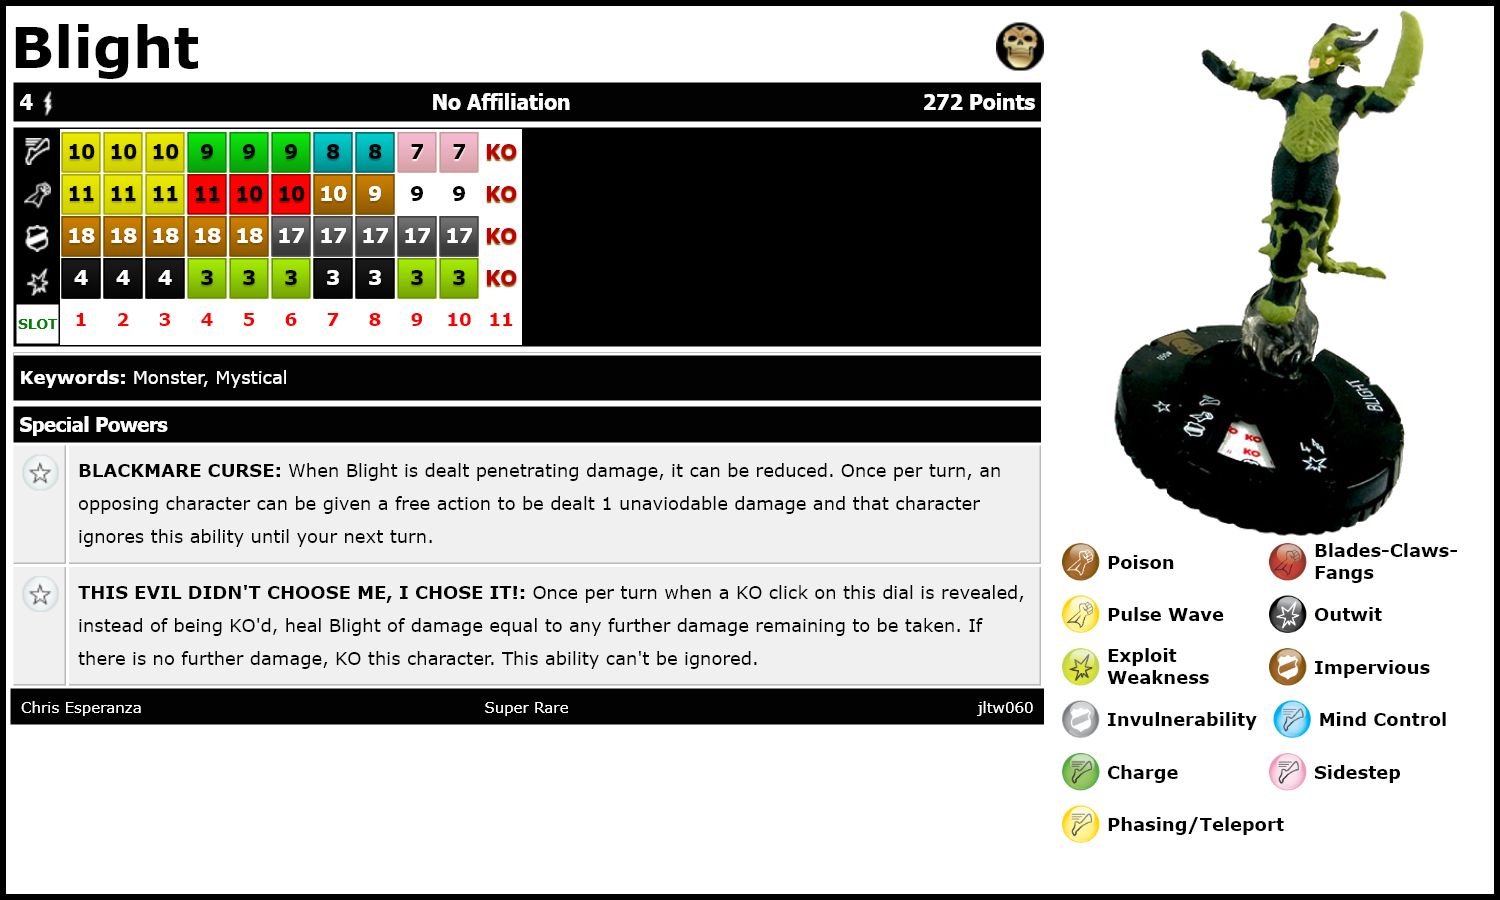 Blight
4 No Affiliation 272 Points
10 10 10 9 9 9 8 8 7 7 KO
11 11 11 11 10 10 10 9 9 9 KO
18 18 18 18 18 17 17 17 17 17 KO
4 4 4 3 3 3 3 3 3 3 KO
SLOT 1 2 3 4 5 6 7 8 9 10 11
Keywords: Monster, Mystical
Special Powers
BLACKMARE CURSE: When Blight is dealt penetrating damage, it can be reduced. Once per turn, an
opposing character can be given a free action to be dealt 1 unaviodable damage and that character
ignores this ability until your next turn.
THIS EVIL DIDN'T CHOOSE ME, I CHOSE IT!: Once per turn when a KO click on this dial is revealed,
instead of being KO'd, heal Blight of damage equal to any further damage remaining to be taken. If
there is no further damage, KO this character. This ability can't be ignored.
Chris Esperanza Super Rare jltw060
060
BLIGHT
KO
KO
KO
4
Poison
Blades-Claws-
Fangs
Pulse Wave
Outwit
Exploit
Weakness
Impervious
Invulnerability
Mind Control
Charge
Sidestep
Phasing/Teleport